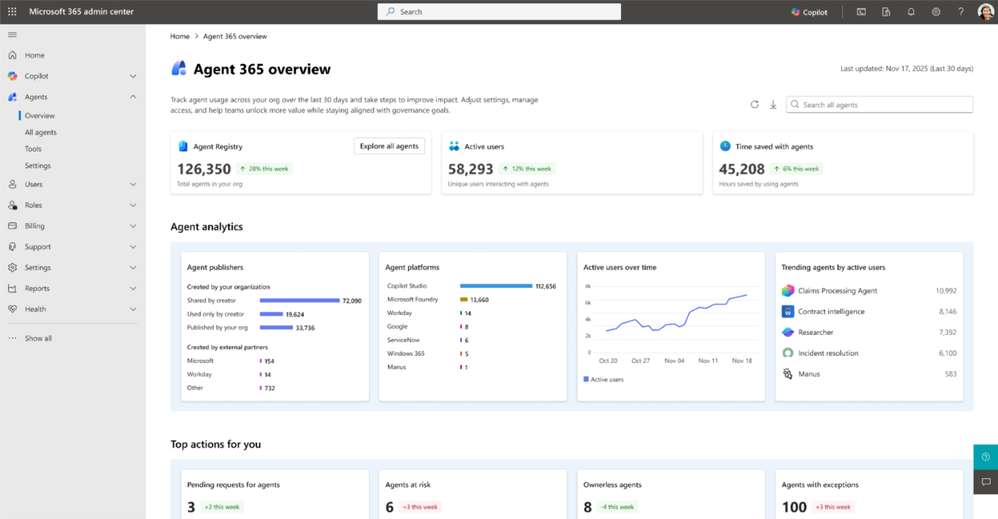 Microsoft 365 admin center
Search
Copilot
Home
Copilot
Agents
Overview
All agents
Tools
Settings
Users
Roles
Billing
Support
Settings
Reports
Health
Show all
Home > Agent 365 overview
Agent 365 overview
Last updated: Nov 17, 2025 (Last 30 days)
Track agent usage across your org over the last 30 days and take steps to improve impact. Adjust settings, manage
access, and help teams unlock more value while staying aligned with governance goals.
Search all agents
Agent Registry
Explore all agents
126,350 ↑ 28% this week
Total agents in your org
Active users
58,293 ↑ 12% this week
Unique users interacting with agents
Time saved with agents
45,208 ↑ 6% this week
Hours saved by using agents
Agent analytics
Agent publishers
Created by your organization
Shared by creator 72,090
Used only by creator 19,624
Published by your org 33,736
Created by external partners
Microsoft 154
Workday 14
Other 732
Agent platforms
Copilot Studio 112,656
Microsoft Foundry 13,660
Workday 14
Google 8
ServiceNow 6
Windows 365 5
Manus 1
Active users over time
8k
6k
4k
2k
0
Oct 20 Oct 27 Nov 04 Nov 11 Nov 18
Active users
Trending agents by active users
Claims Processing Agent 10,992
Contract intelligence 8,146
Researcher 7,392
Incident resolution 6,100
Manus 583
Top actions for you
Pending requests for agents
3 +2 this week
Agents at risk
6 +3 this week
Ownerless agents
8 -4 this week
Agents with exceptions
100 +3 this week